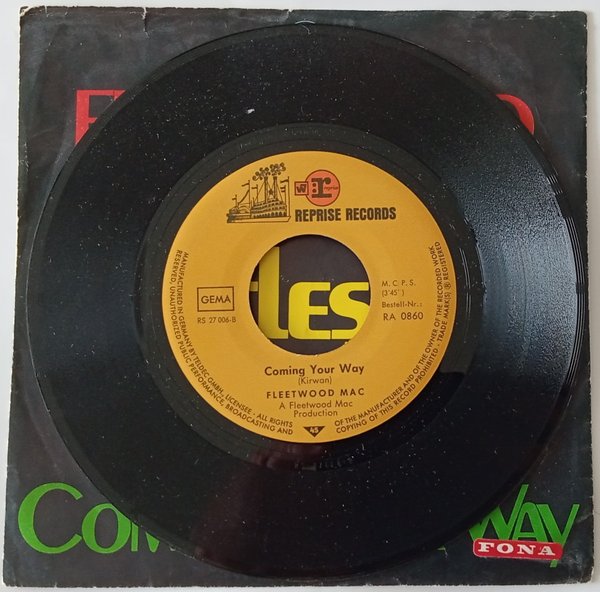 REPRISE RECORDS
W
r
reprise
GEMA
RS 27 006-B
M. C. P. S.
(3'45")
Bestell-Nr.:
RA 0860
LES
Coming Your Way
(Kirwan)
FLEETWOOD MAC
A Fleetwood Mac
Production
45
MANUFACTURED IN GERMANY BY TELDEC GMBH, LICENSEE - ALL RIGHTS
RESERVED, UNAUTHORIZED PUBLIC PERFORMANCE, BROADCASTING AND
OF THE MANUFACTURER AND OF THE OWNER OF THE RECORDED WORK
COPYING OF THIS RECORD PROHIBITED - TRADE MARK(S) ® REGISTERED
COM
WAY
FONA